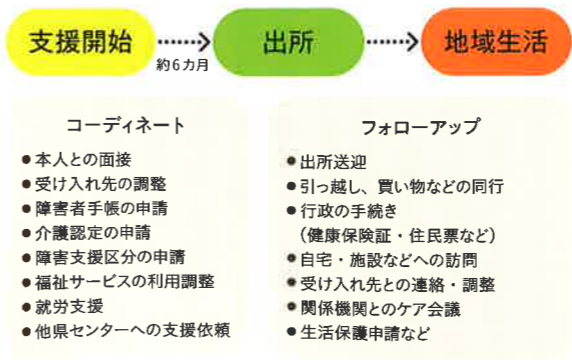 支援開始
約6カ月
出所
地域生活
コーディネート
●本人との面接
●受け入れ先の調整
●障害者手帳の申請
●介護認定の申請
●障害支援区分の申請
●福祉サービスの利用調整
●就労支援
●他県センターへの支援依頼
フォローアップ
●出所送迎
●引っ越し、買い物などの同行
●行政の手続き
（健康保険証・住民票など）
●自宅・施設などへの訪問
●受け入れ先との連絡・調整
●関係機関とのケア会議
●生活保護申請など